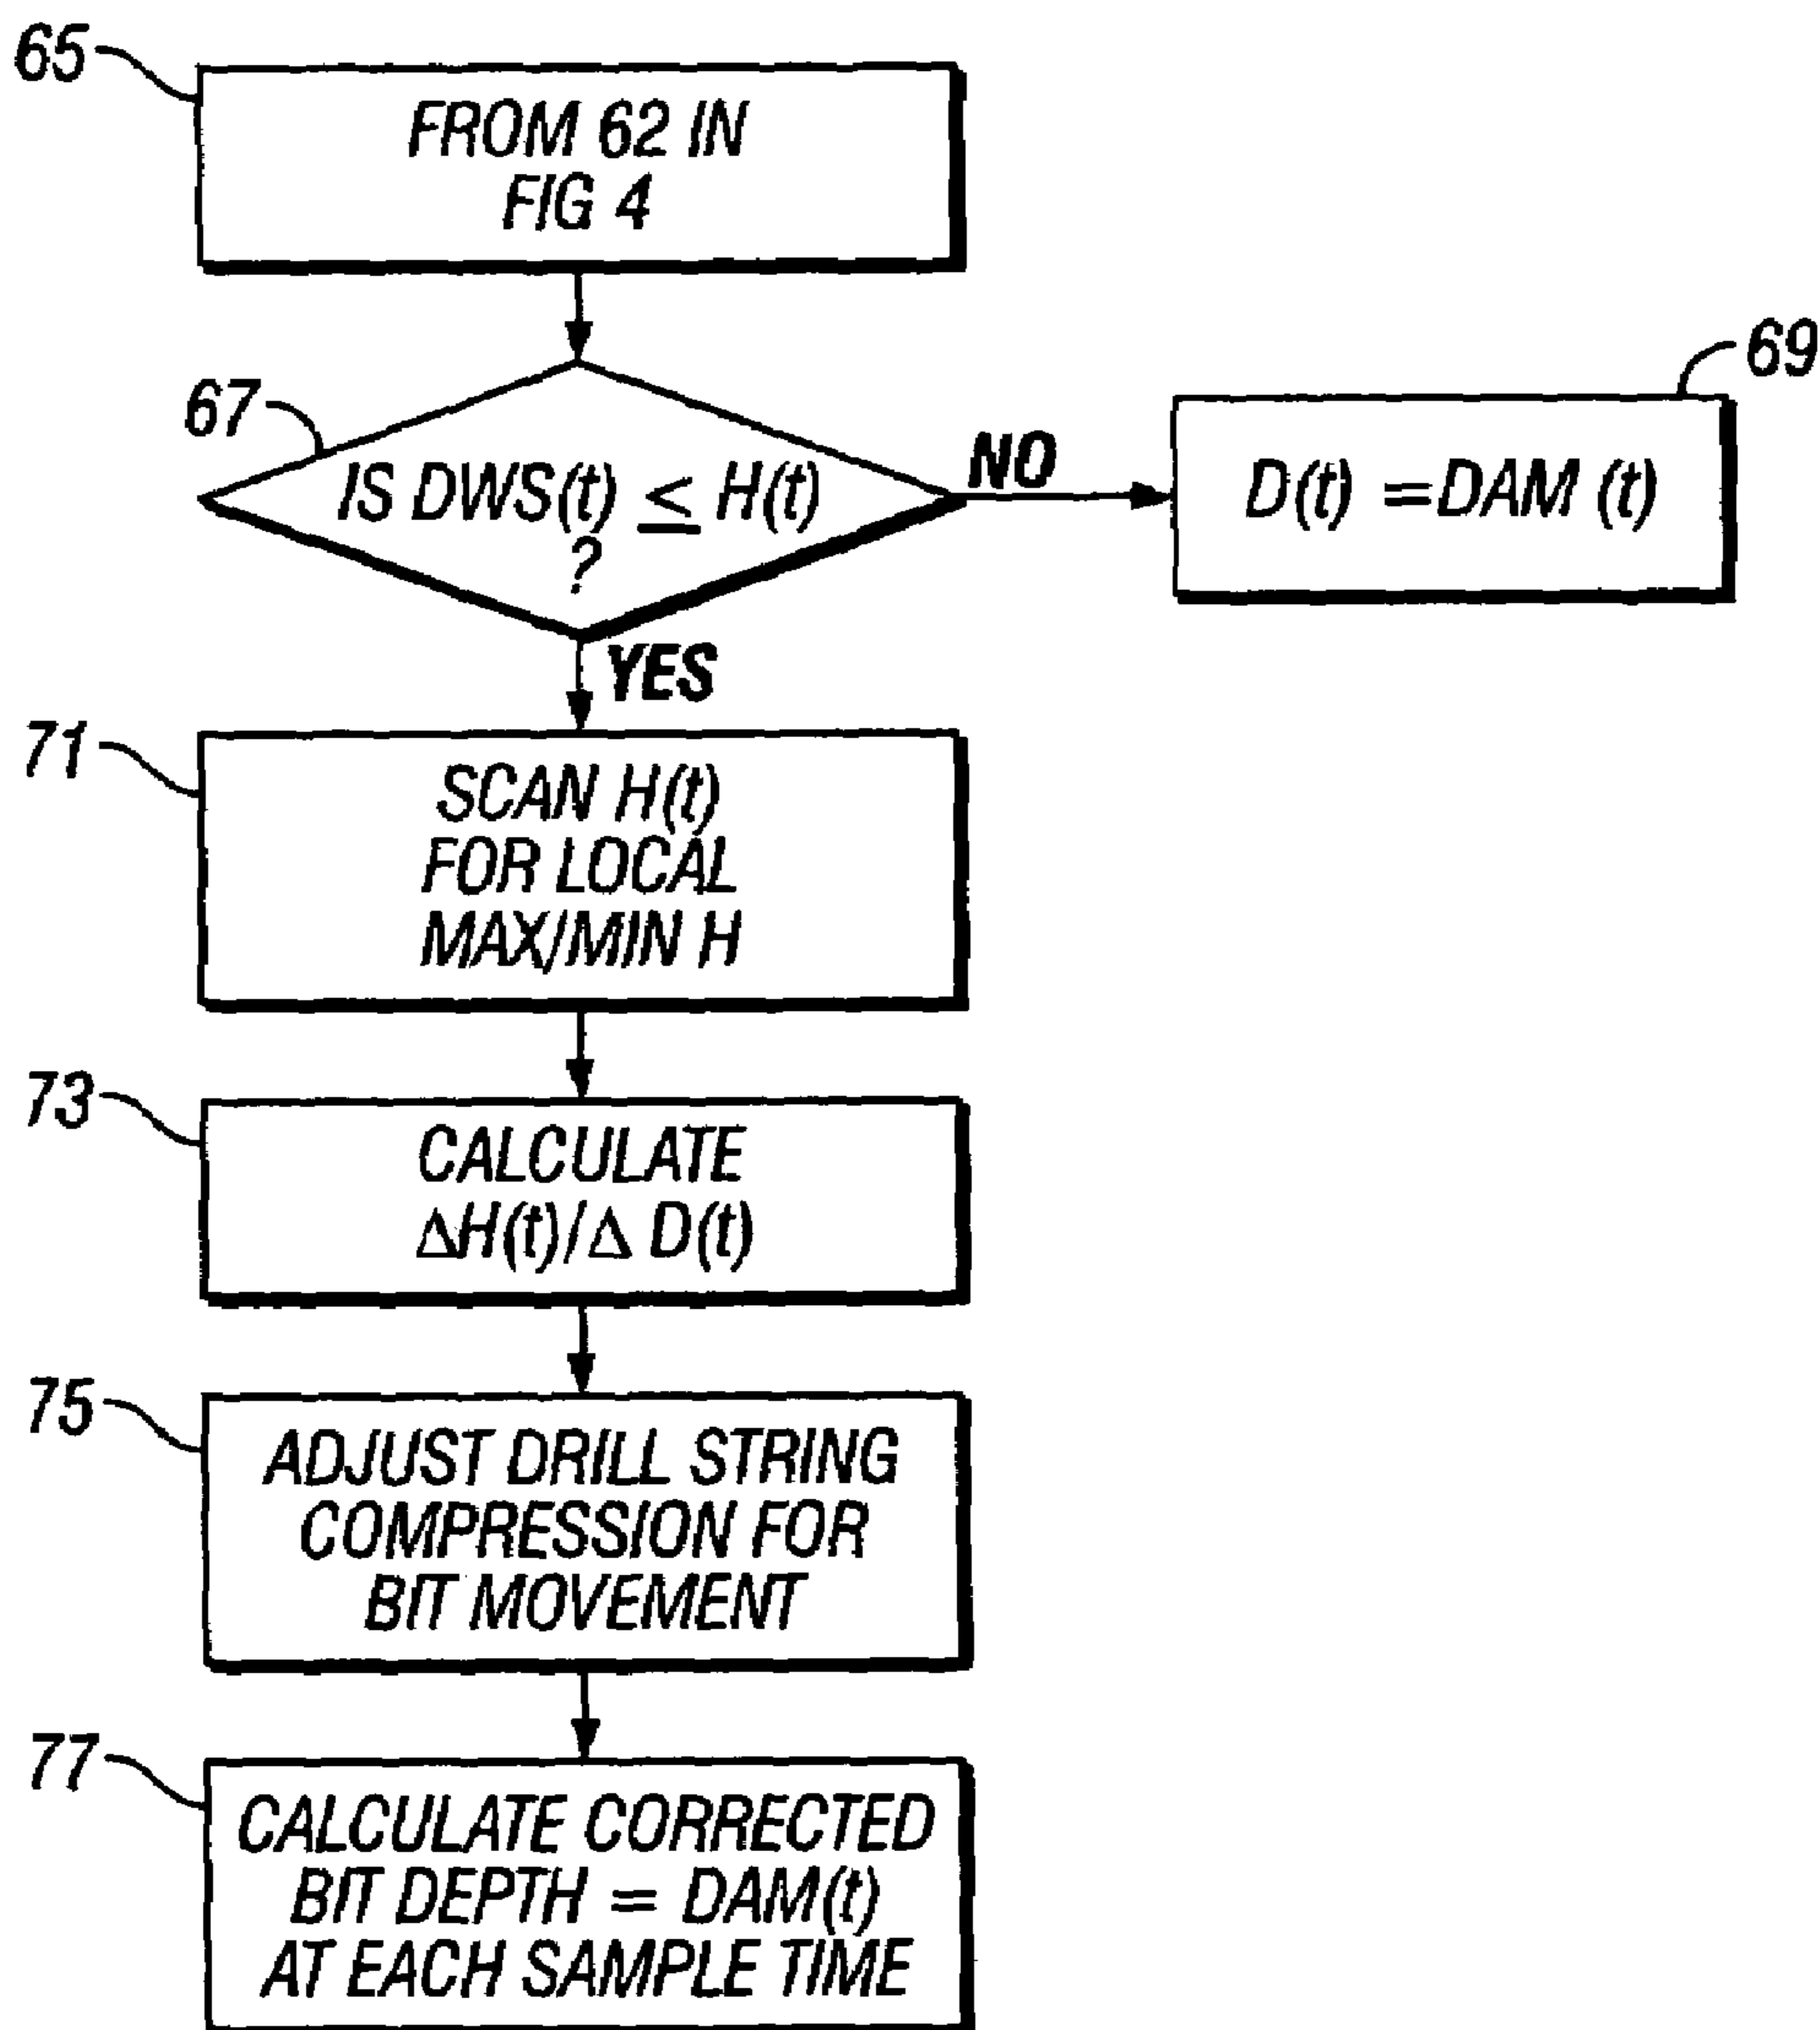 65
FROM 62 IN
FIG 4
67
IS DWS(t) ≤ H(t)
?
NO
69
D(t) =DAM (t)
YES
71
SCAN H(t)
FOR LOCAL
MAX/MIN H
73
CALCULATE
ΔH(t)/Δ D(t)
75
ADJUST DRILL STRING
COMPRESSION FOR
BIT MOVEMENT
77
CALCULATE CORRECTED
BIT DEPTH = DAM(t)
AT EACH SAMPLE TIME